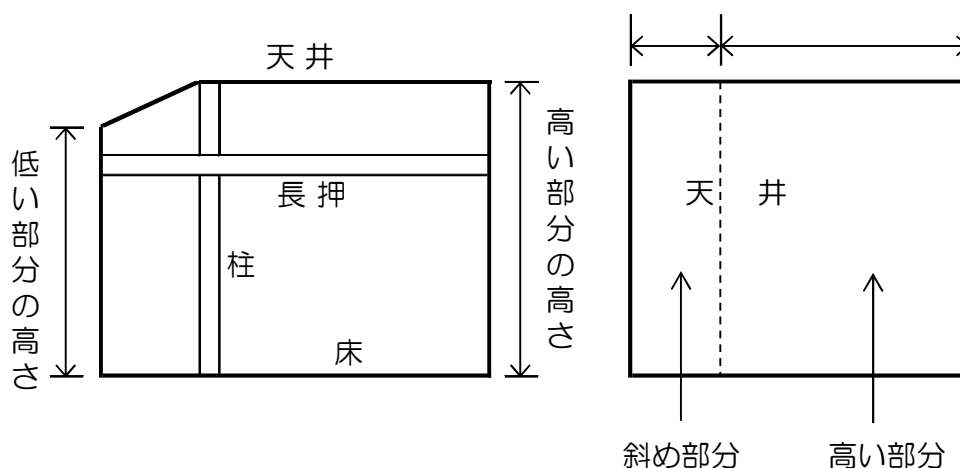 天井
低い部分の高さ
長押
柱
床
高い部分の高さ
天井
斜め部分
高い部分